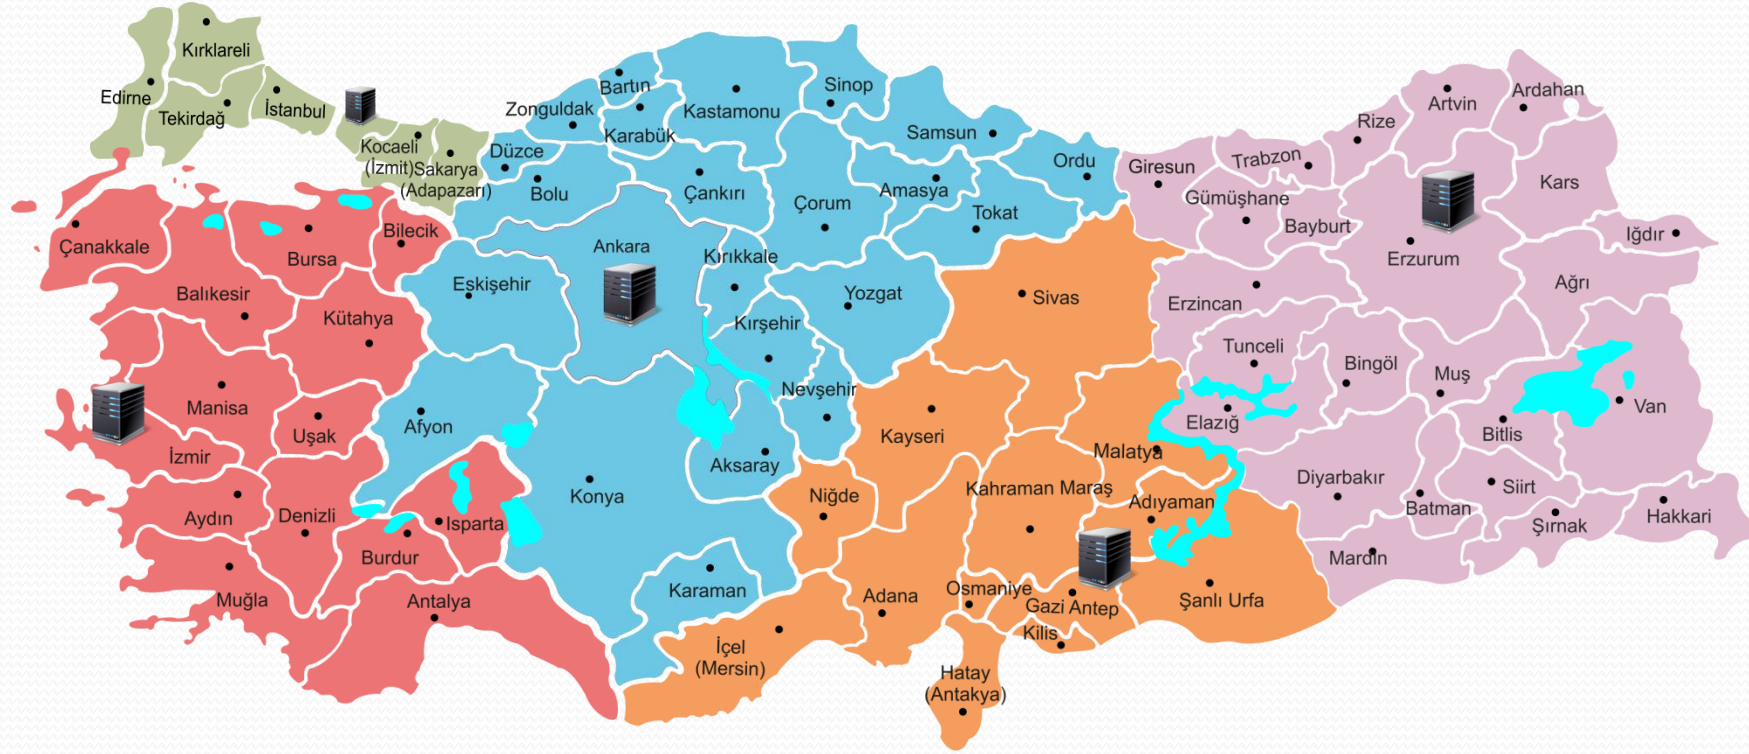 Kırklareli
Edirne
Tekirdağ
İstanbul
Kocaeli
(İzmit)
Sakarya
(Adapazarı)
Düzce
Zonguldak
Bartın
Karabük
Kastamonu
Sinop
Samsun
Bolu
Çankırı
Çorum
Amasya
Tokat
Ordu
Giresun
Trabzon
Gümüşhane
Bayburt
Rize
Artvin
Ardahan
Kars
Iğdır
Erzurum
Ağrı
Erzincan
Çanakkale
Bursa
Bilecik
Balıkesir
Kütahya
Eskişehir
Ankara
Kırıkkale
Kırşehir
Yozgat
Sivas
Tunceli
Bingöl
Muş
Van
Bitlis
Elazığ
Manisa
Uşak
Afyon
İzmir
Nevşehir
Aksaray
Kayseri
Malatya
Konya
Niğde
Kahraman Maraş
Adıyaman
Diyarbakır
Batman
Siirt
Şırnak
Hakkari
Mardin
Aydın
Denizli
Isparta
Burdur
Muğla
Antalya
Karaman
İçel
(Mersin)
Adana
Osmaniye
Gazi Antep
Kilis
Şanlı Urfa
Hatay
(Antakya)